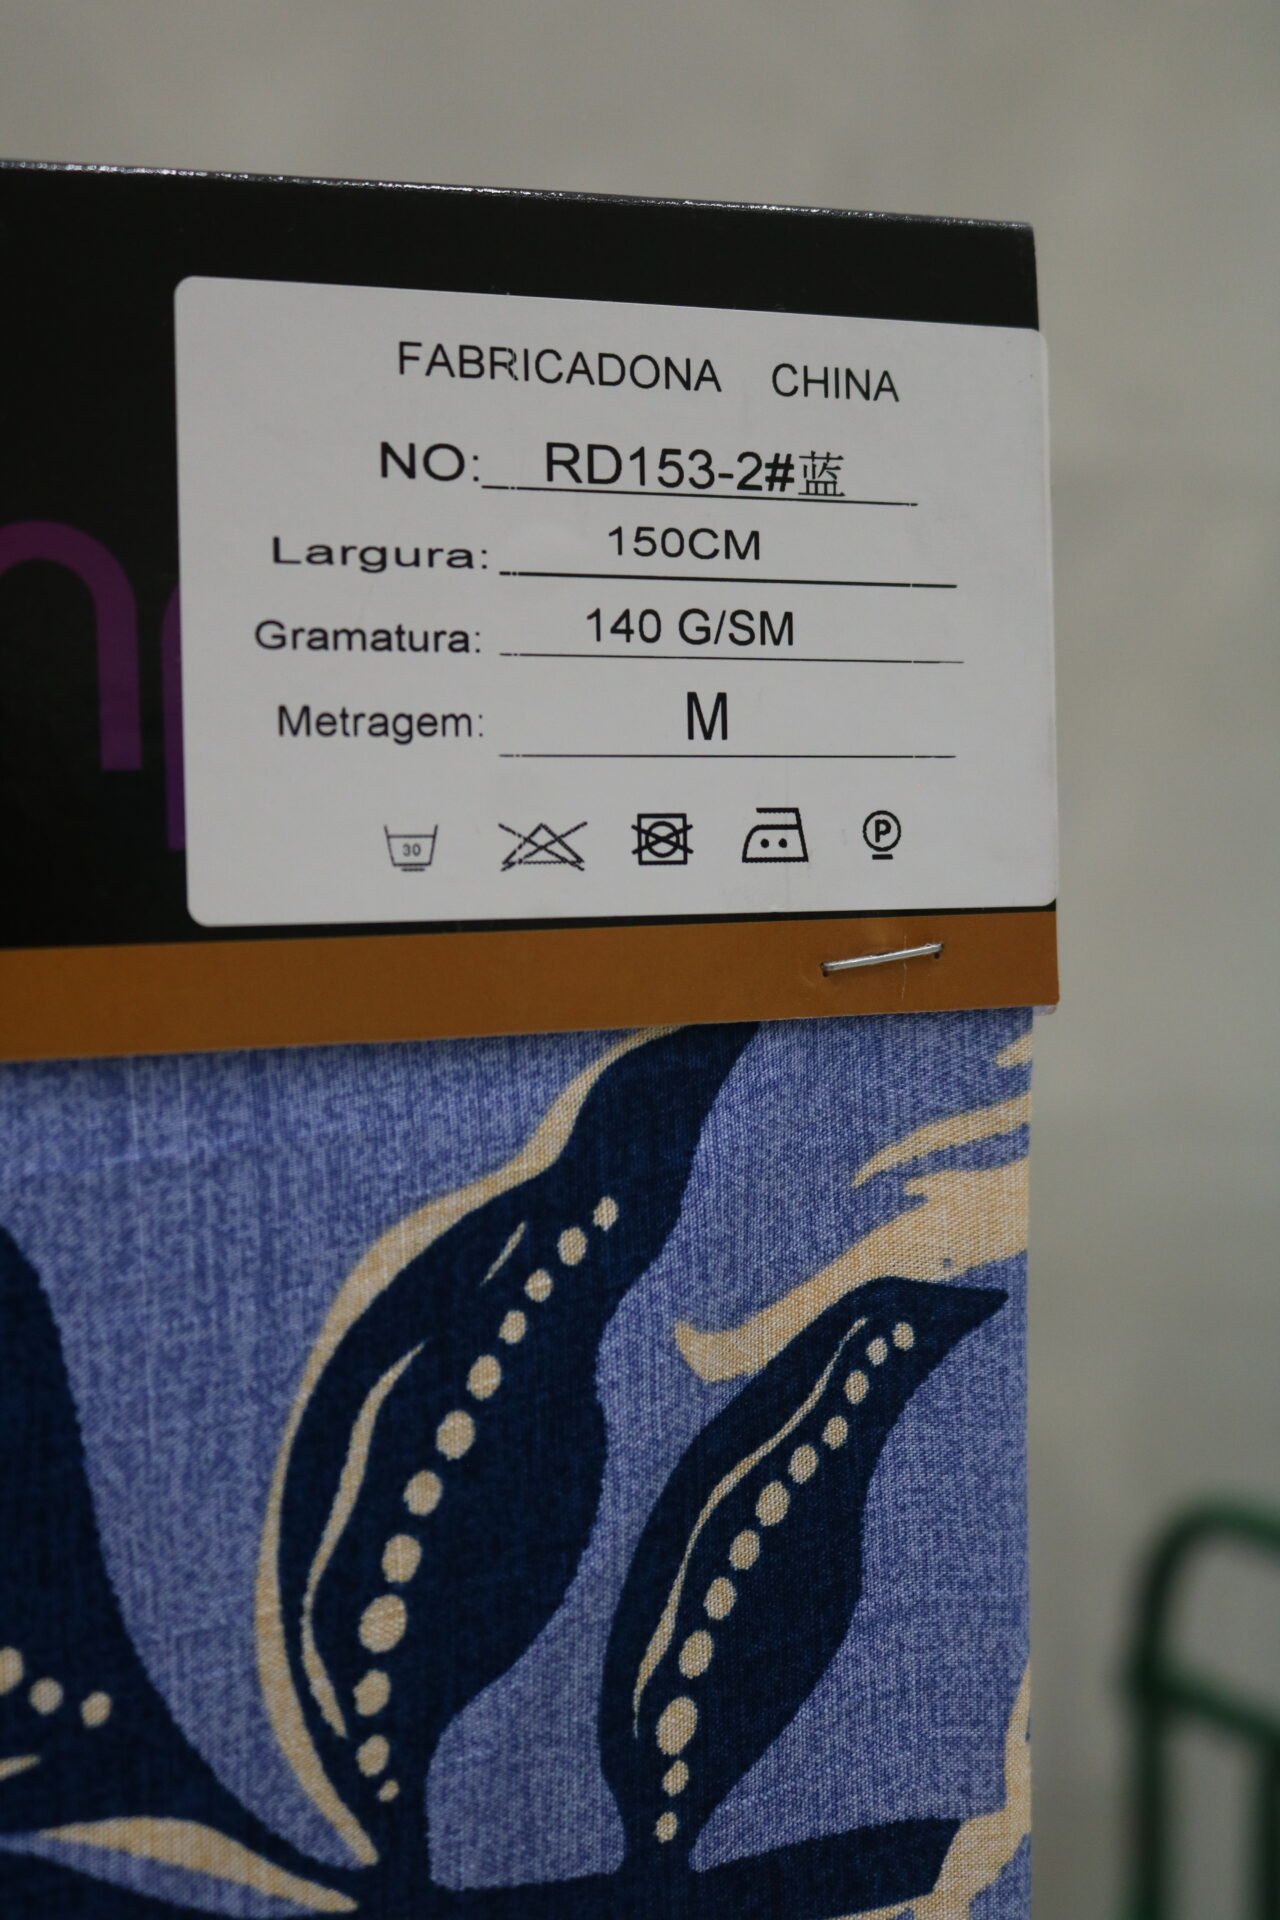 FABRICADONA CHINA
NO: RD153-2#蓝
Largura: 150CM
Gramatura: 140 G/SM
Metragem: M
30 P